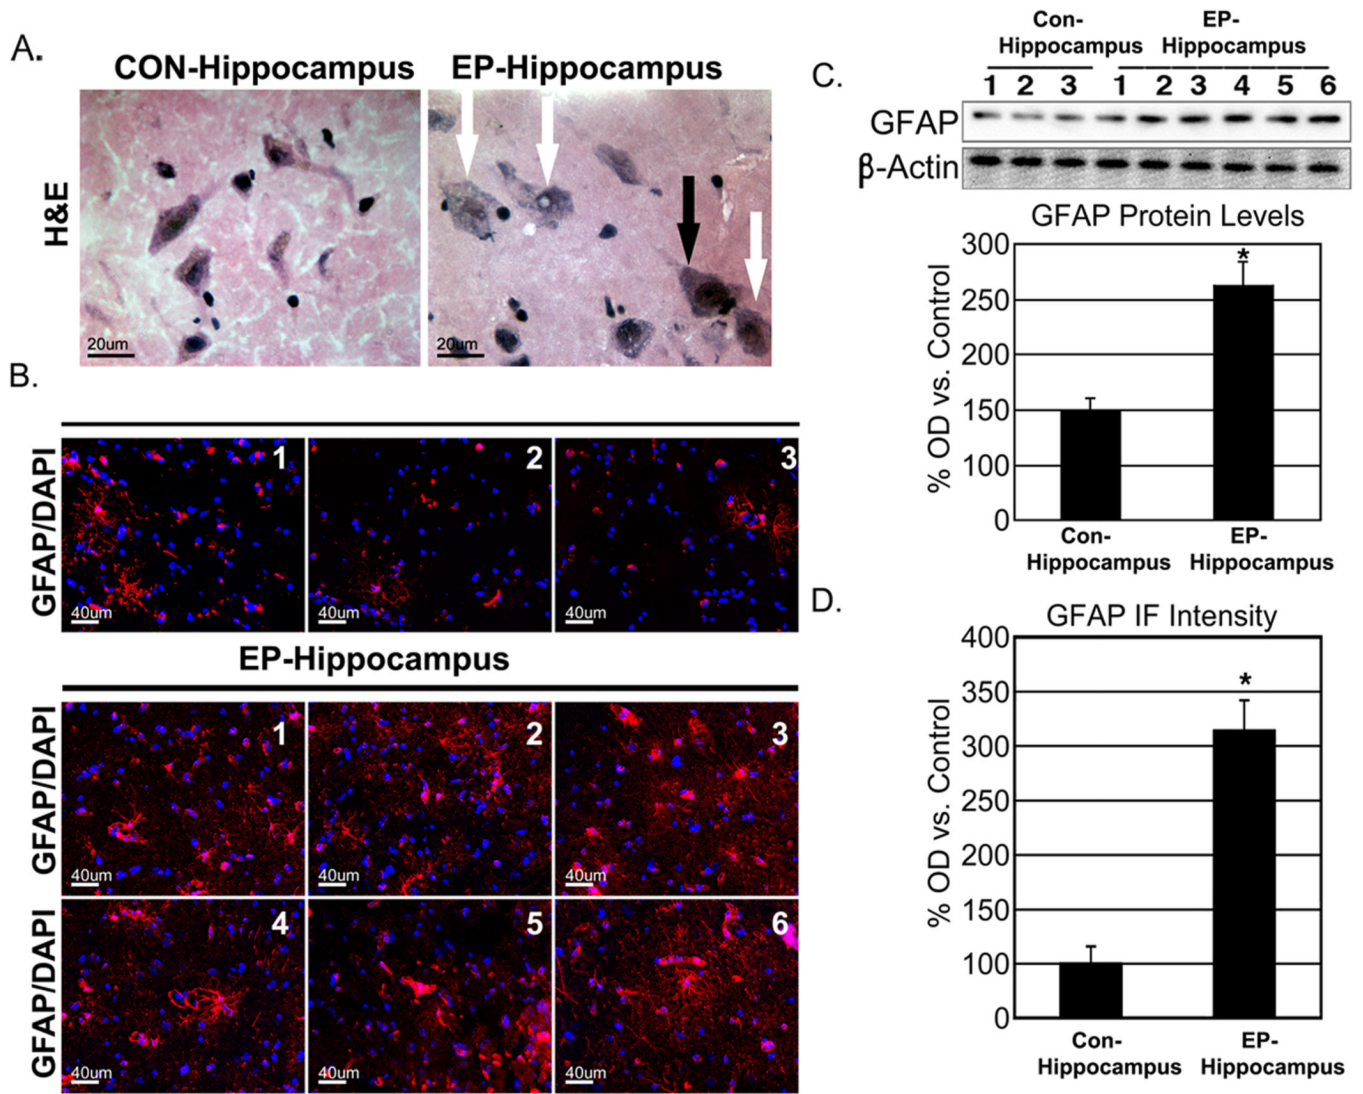 A.
CON-Hippocampus
EP-Hippocampus
H&E
20um
20um
B.
GFAP/DAPI
1
2
3
40um
40um
40um
EP-Hippocampus
GFAP/DAPI
1
2
3
40um
40um
40um
GFAP/DAPI
4
5
6
40um
40um
40um
C.
Con-
Hippocampus
EP-
Hippocampus
1 2 3 1 2 3 4 5 6
GFAP
β-Actin
GFAP Protein Levels
% OD vs. Control
300
250
200
150
100
0
*
Con-
Hippocampus
EP-
Hippocampus
D.
GFAP IF Intensity
% OD vs. Control
400
350
300
250
200
150
100
0
*
Con-
Hippocampus
EP-
Hippocampus